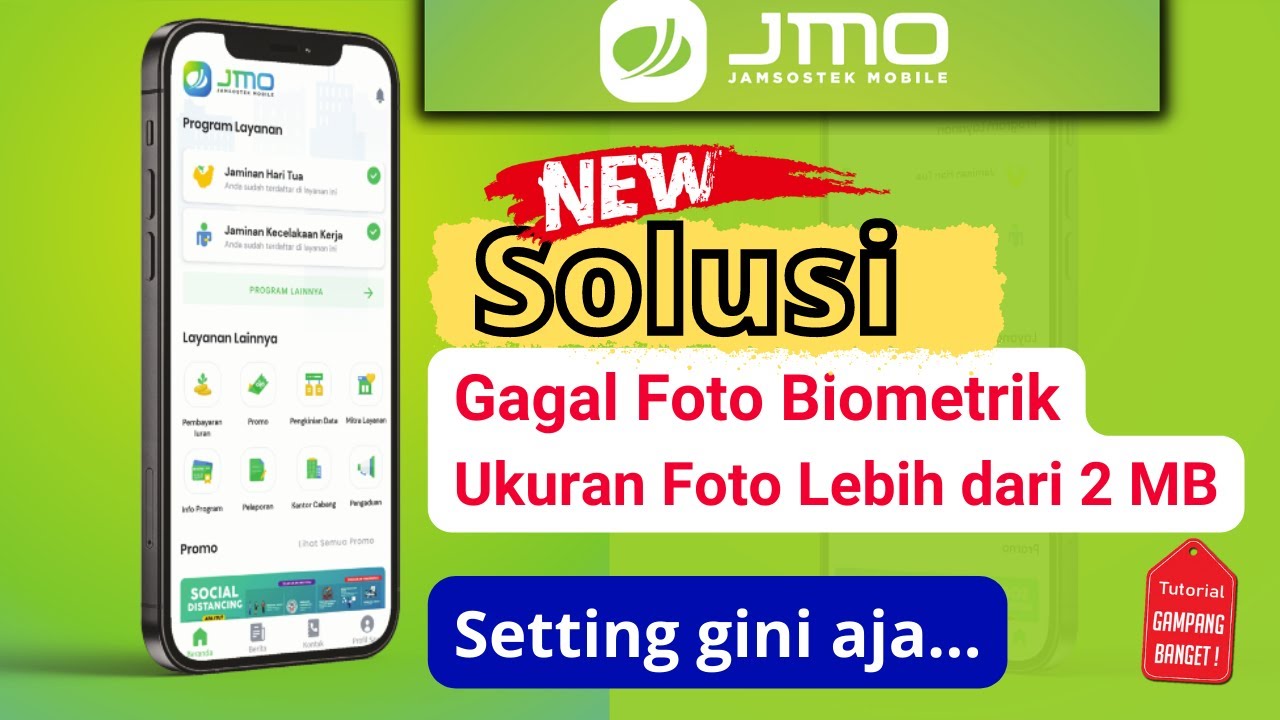 JMO
JAMSOSTEK MOBILE
JMO
JAMSOSTEK MOBILE
Program Layanan
Jaminan Hari Tua
Anda sudah terdaftar di layanan ini
Jaminan Kecelakaan Kerja
Anda sudah terdaftar di layanan ini
PROGRAM LAINNYA
Layanan Lainnya
Pembayaran Iuran
Promo
Pengkinian Data
Mitra Layanan
Info Program
Pelaporan
Kantor Cabang
Pengaduan
Promo
Lihat Semua Promo
SOCIAL
DISTANCING
Beranda
Berita
Kontak
NEW
Solusi
Gagal Foto Biometrik
Ukuran Foto Lebih dari 2 MB
Setting gini aja...
Tutorial
GAMPANG
BANGET !